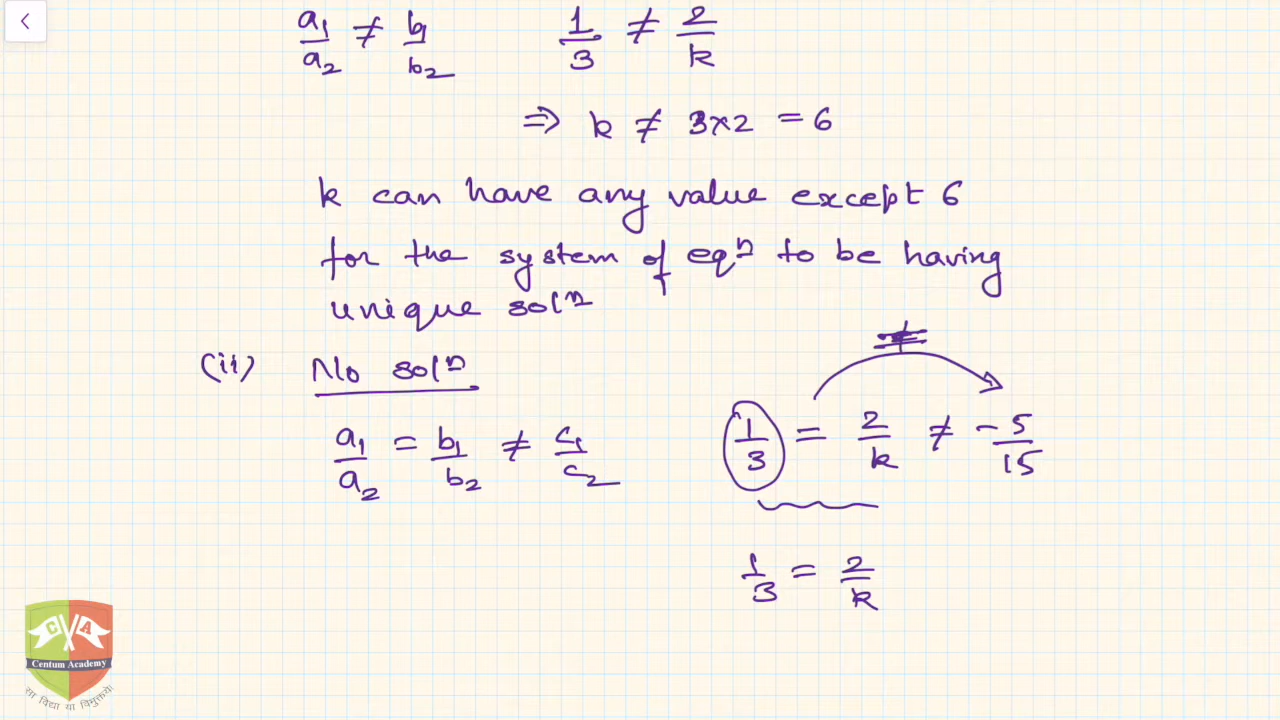 a₁/a₂ ≠ b₁/b₂ 1/3 ≠ 2/k
⇒ k ≠ 3×2 = 6
k can have any value except 6
for the system of eqⁿ to be having
unique solⁿ
(ii) No solⁿ
a₁/a₂ = b₁/b₂ ≠ c₁/c₂ 1/3 = 2/k ≠ -5/15
1/3 = 2/k
C A
Centum Academy
सा विद्या या विमुक्तये